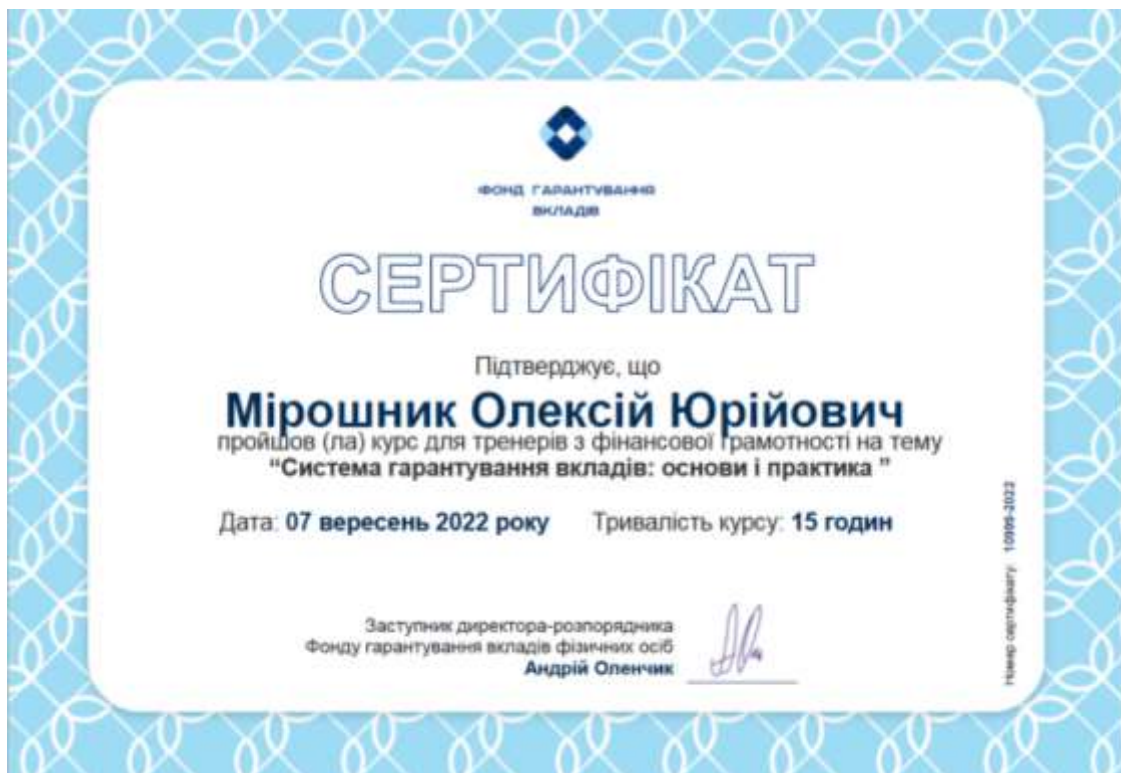 ФОНД ГАРАНТУВАННЯ
ВКЛАДІВ
СЕРТИФІКАТ
Підтверджує, що
Мірошник Олексій Юрійович
пройшов (ла) курс для тренерів з фінансової грамотності на тему
“Система гарантування вкладів: основи і практика ”
Дата: 07 вересень 2022 року Тривалість курсу: 15 годин
Заступник директора-розпорядника
Фонду гарантування вкладів фізичних осіб
Андрій Оленчик
Номер сертифікату: 10995-2022